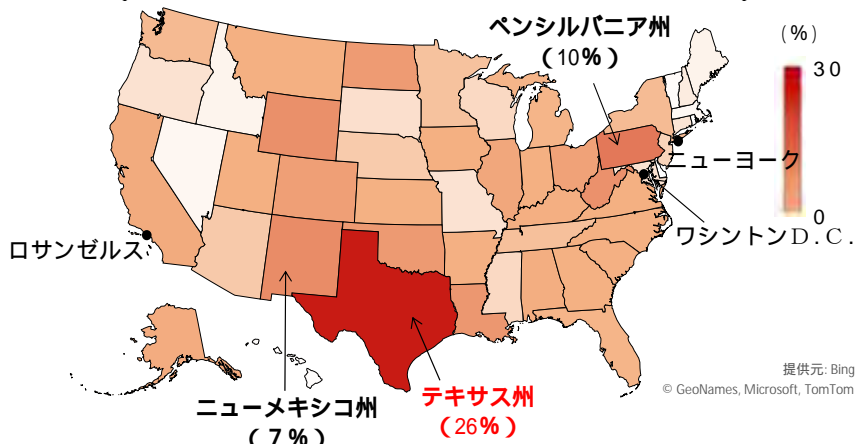 ペンシルバニア州
（10%）
(%)
30
0
ニューヨーク
ワシントンD.C.
ロサンゼルス
ニューメキシコ州
（7%）
テキサス州
（26%）
提供元: Bing
© GeoNames, Microsoft, TomTom